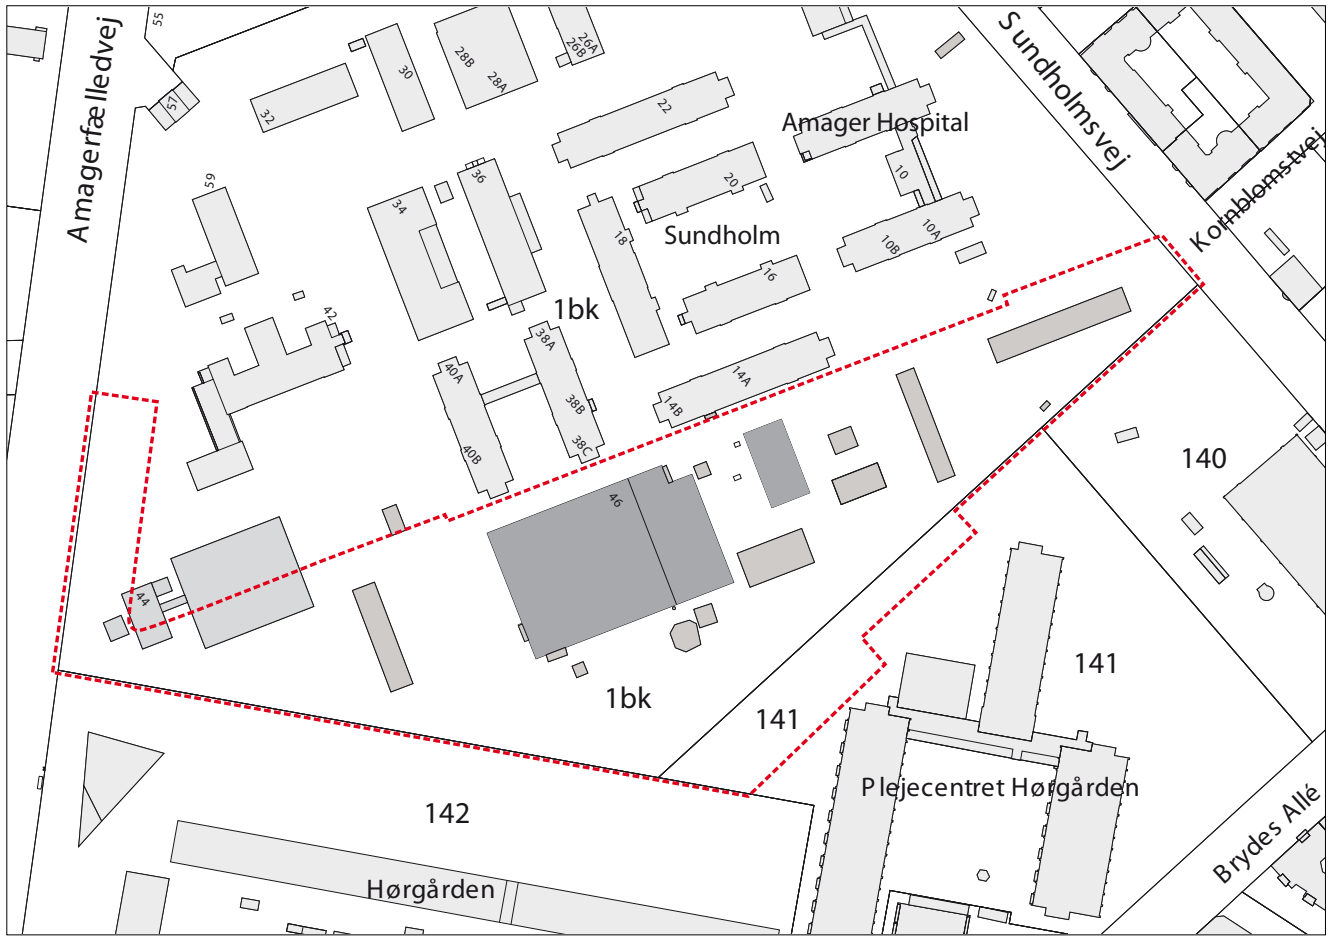 55
Amagerfælledvej
57
32
30
28B
28A
26B
26A
22
Amager Hospital
Sundholmsvej
Kornblomstvej
59
34
36
18
20
10
10A
10B
Sundholm
16
42
1bk
38A
38B
38C
40A
40B
14A
14B
46
44
140
141
1bk
141
142
Plejecentret Hørgården
Hørgården
Brydes Allé